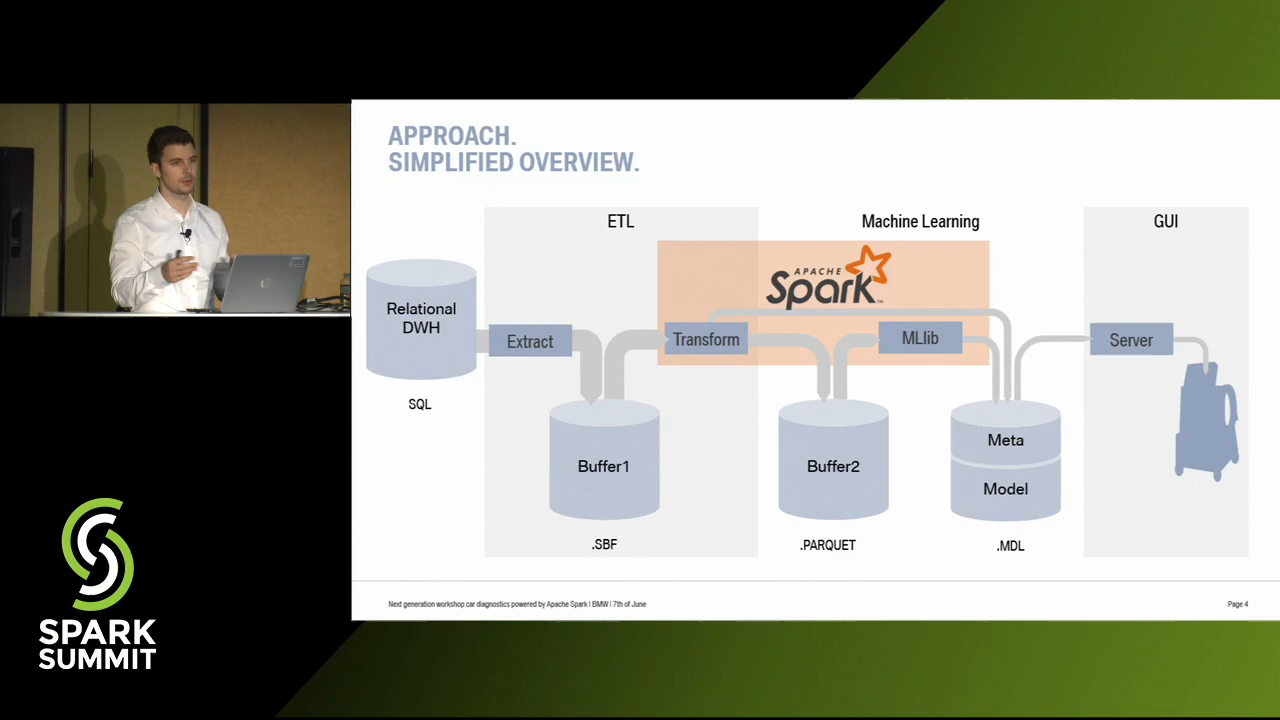 APPROACH.
SIMPLIFIED OVERVIEW.
ETL
Machine Learning
GUI
APACHE
Spark™
Relational
DWH
Extract
Transform
MLlib
Server
SQL
Buffer1
Buffer2
Meta
Model
.SBF
.PARQUET
.MDL
Next generation workshop car diagnostics powered by Apache Spark | BMW | 7th of June
Page 4
SPARK
SUMMIT